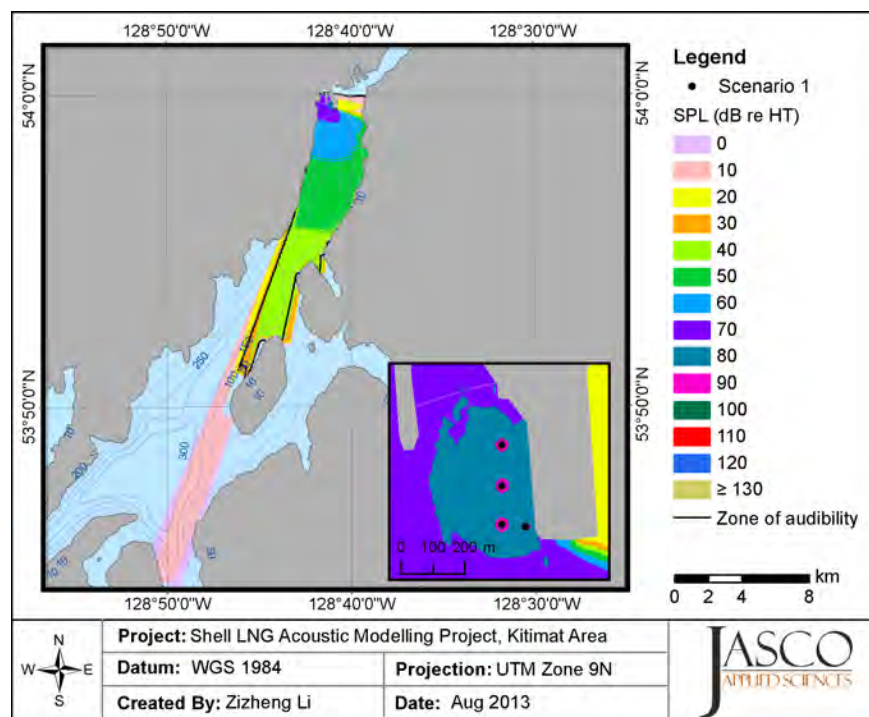 128°50'0"W 128°40'0"W 128°30'0"W
54°0'0"N 54°0'0"N
53°50'0"N 53°50'0"N
128°50'0"W 128°40'0"W 128°30'0"W
250
100
300
200
10
0 100 200 m
Legend
Scenario 1
SPL (dB re HT)
0
10
20
30
40
50
60
70
80
90
100
110
120
≥ 130
Zone of audibility
km
0 2 4 8
N
W E
S
Project: Shell LNG Acoustic Modelling Project, Kitimat Area
Datum: WGS 1984 Projection: UTM Zone 9N
Created By: Zizheng Li Date: Aug 2013
JASCO
APPLIED SCIENCES